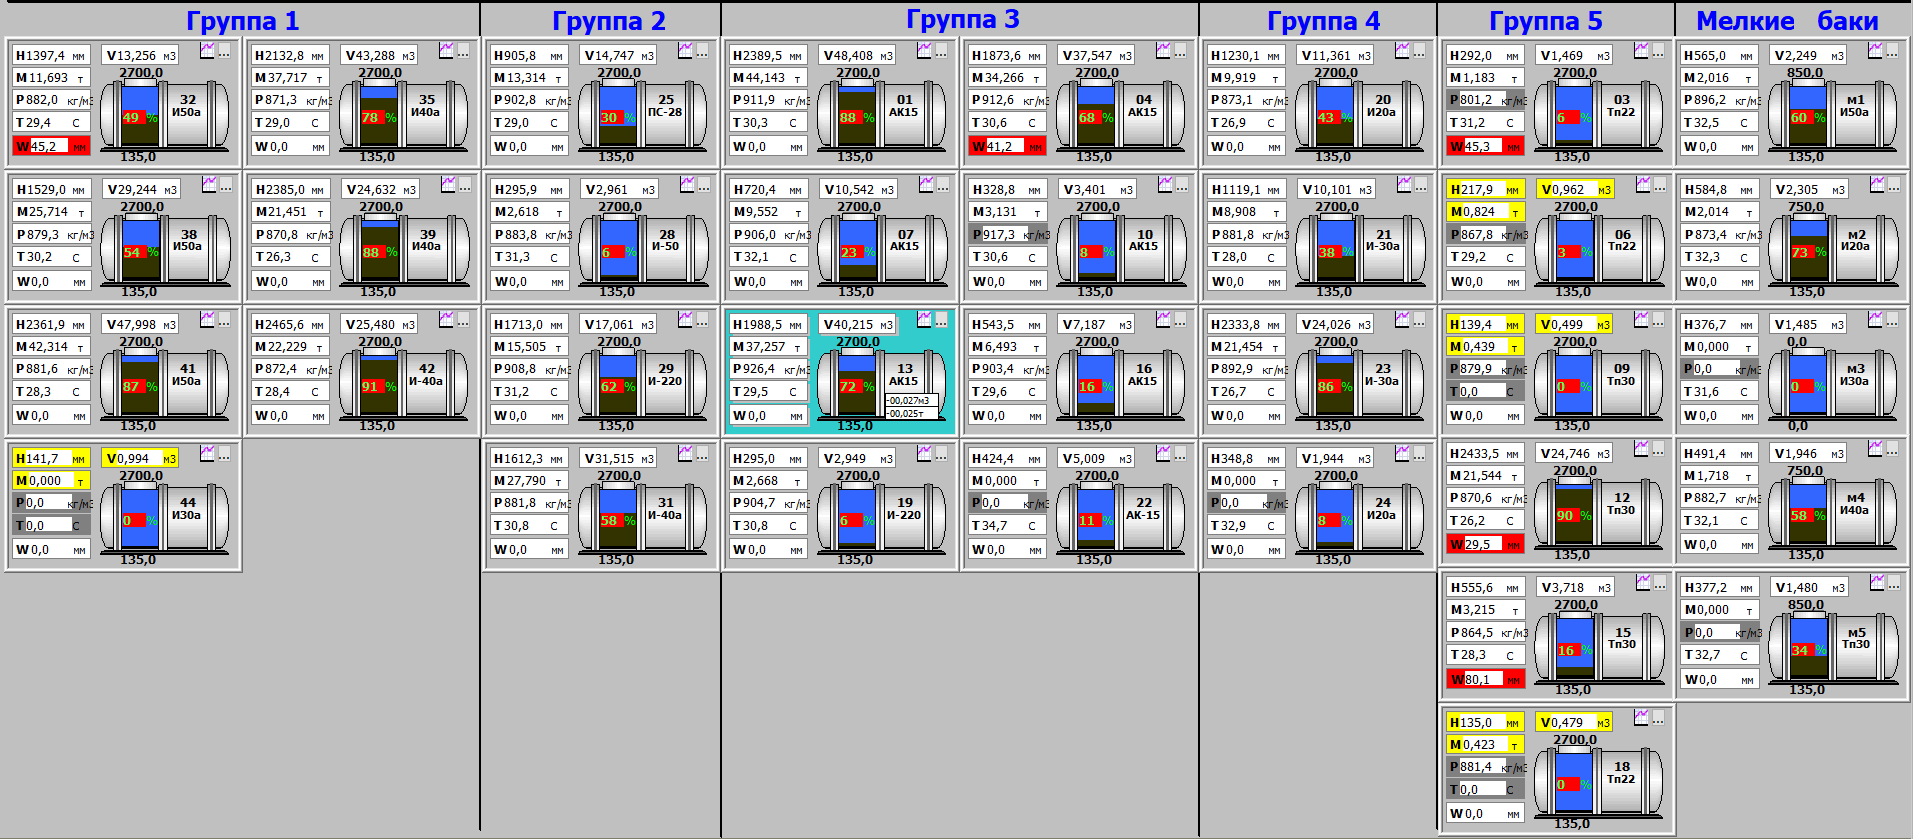 Группа 1
Группа 2
Группа 3
Группа 4
Группа 5
Мелкие баки
H1397,4 мм V13,256 м3
2700,0
M11,693 т
P882,0 кг/м3
T29,4 C
W45,2 мм
49 %
32
И50а
135,0
H2132,8 мм V43,288 м3
2700,0
M37,717 т
P871,3 кг/м3
T29,0 C
W0,0 мм
78 %
35
И40а
135,0
H905,8 мм V14,747 м3
2700,0
M13,314 т
P902,8 кг/м3
T29,0 C
W0,0 мм
30 %
25
ПС-28
135,0
H2389,5 мм V48,408 м3
2700,0
M44,143 т
P911,9 кг/м3
T30,3 C
W0,0 мм
88 %
01
АК15
135,0
H1873,6 мм V37,547 м3
2700,0
M34,266 т
P912,6 кг/м3
T30,6 C
W41,2 мм
68 %
04
АК15
135,0
H1230,1 мм V11,361 м3
2700,0
M9,919 т
P873,1 кг/м3
T26,9 C
W0,0 мм
43 %
20
И20а
135,0
H292,0 мм V1,469 м3
2700,0
M1,183 т
P801,2 кг/м3
T31,2 C
W45,3 мм
6 %
03
Тп22
135,0
H565,0 мм V2,249 м3
850,0
M2,016 т
P896,2 кг/м3
T32,5 C
W0,0 мм
60 %
м1
И50а
135,0
H1529,0 мм V29,244 м3
2700,0
M25,714 т
P879,3 кг/м3
T30,2 C
W0,0 мм
54 %
38
И50а
135,0
H2385,0 мм V24,632 м3
2700,0
M21,451 т
P870,8 кг/м3
T26,3 C
W0,0 мм
88 %
39
И40а
135,0
H295,9 мм V2,961 м3
2700,0
M2,618 т
P883,8 кг/м3
T31,3 C
W0,0 мм
6 %
28
И-50
135,0
H720,4 мм V10,542 м3
2700,0
M9,552 т
P906,0 кг/м3
T32,1 C
W0,0 мм
23 %
07
АК15
135,0
H328,8 мм V3,401 м3
2700,0
M3,131 т
P917,3 кг/м3
T30,6 C
W0,0 мм
8 %
10
АК15
135,0
H1119,1 мм V10,101 м3
2700,0
M8,908 т
P881,8 кг/м3
T28,0 C
W0,0 мм
38 %
21
И-30а
135,0
H217,9 мм V0,962 м3
2700,0
M0,824 т
P867,8 кг/м3
T29,2 C
W0,0 мм
3 %
06
Тп22
135,0
H584,8 мм V2,305 м3
750,0
M2,014 т
P873,4 кг/м3
T32,3 C
W0,0 мм
73 %
м2
И20а
135,0
H2361,9 мм V47,998 м3
2700,0
M42,314 т
P881,6 кг/м3
T28,3 C
W0,0 мм
87 %
41
И50а
135,0
H2465,6 мм V25,480 м3
2700,0
M22,229 т
P872,4 кг/м3
T28,4 C
W0,0 мм
91 %
42
И-40а
135,0
H1713,0 мм V17,061 м3
2700,0
M15,505 т
P908,8 кг/м3
T31,2 C
W0,0 мм
62 %
29
И-220
135,0
H1988,5 мм V40,215 м3
2700,0
M37,257 т
P926,4 кг/м3
T29,5 C
W0,0 мм
72 %
13
АК15
-00,027м3
-00,025т
135,0
H543,5 мм V7,187 м3
2700,0
M6,493 т
P903,4 кг/м3
T29,6 C
W0,0 мм
16 %
16
АК15
135,0
H2333,8 мм V24,026 м3
2700,0
M21,454 т
P892,9 кг/м3
T26,7 C
W0,0 мм
86 %
23
И-30а
135,0
H139,4 мм V0,499 м3
2700,0
M0,439 т
P879,9 кг/м3
T0,0 C
W0,0 мм
0 %
09
Тп30
135,0
H376,7 мм V1,485 м3
0,0
M0,000 т
P0,0 кг/м3
T31,6 C
W0,0 мм
0 %
м3
И30а
0,0
H141,7 мм V0,994 м3
2700,0
M0,000 т
P0,0 кг/м3
T0,0 C
W0,0 мм
0 %
44
И30а
135,0
H1612,3 мм V31,515 м3
2700,0
M27,790 т
P881,8 кг/м3
T30,8 C
W0,0 мм
58 %
31
И-40а
135,0
H295,0 мм V2,949 м3
2700,0
M2,668 т
P904,7 кг/м3
T30,8 C
W0,0 мм
6 %
19
И-220
135,0
H424,4 мм V5,009 м3
2700,0
M0,000 т
P0,0 кг/м3
T34,7 C
W0,0 мм
11 %
22
АК-15
135,0
H348,8 мм V1,944 м3
2700,0
M0,000 т
P0,0 кг/м3
T32,9 C
W0,0 мм
8 %
24
И20а
135,0
H2433,5 мм V24,746 м3
2700,0
M21,544 т
P870,6 кг/м3
T26,2 C
W29,5 мм
90 %
12
Тп30
135,0
H491,4 мм V1,946 м3
750,0
M1,718 т
P882,7 кг/м3
T32,1 C
W0,0 мм
58 %
м4
И40а
135,0
H555,6 мм V3,718 м3
2700,0
M3,215 т
P864,5 кг/м3
T28,3 C
W80,1 мм
16 %
15
Тп30
135,0
H377,2 мм V1,480 м3
850,0
M0,000 т
P0,0 кг/м3
T32,7 C
W0,0 мм
34 %
м5
Тп30
135,0
H135,0 мм V0,479 м3
2700,0
M0,423 т
P881,4 кг/м3
T0,0 C
W0,0 мм
0 %
18
Тп22
135,0